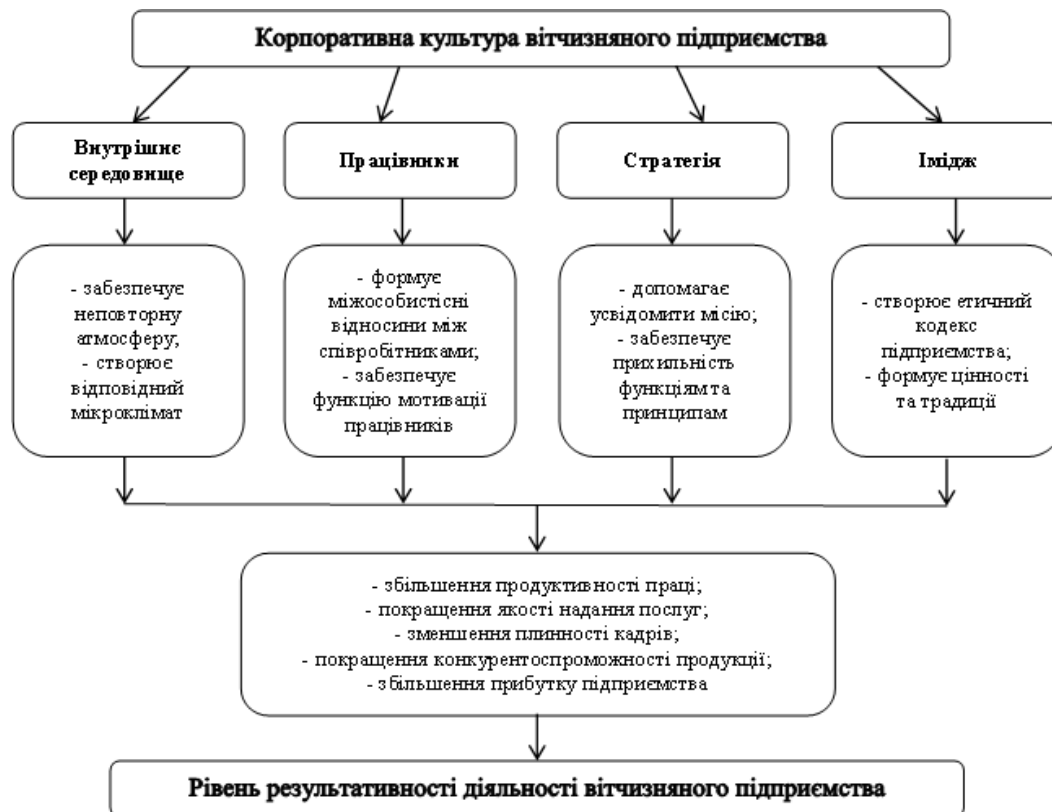 Корпоративна культура вітчизняного підприємства
Внутрішнє
середовище
Працівники
Стратегія
Імідж
- забезпечує
неповторну
атмосферу;
- створює
відповідний
мікроклімат
- формує
міжособистісні
відносини між
співробітниками;
- забезпечує
функцію мотивації
працівників
- допомагає
усвідомити місію;
- забезпечує
прихильність
функціям та
принципам
- створює етичний
кодекс
підприємства;
- формує цінності
та традиції
- збільшення продуктивності праці;
- покращення якості надання послуг;
- зменшення плинності кадрів;
- покращення конкурентоспроможності продукції;
- збільшення прибутку підприємства
Рівень результативності діяльності вітчизняного підприємства